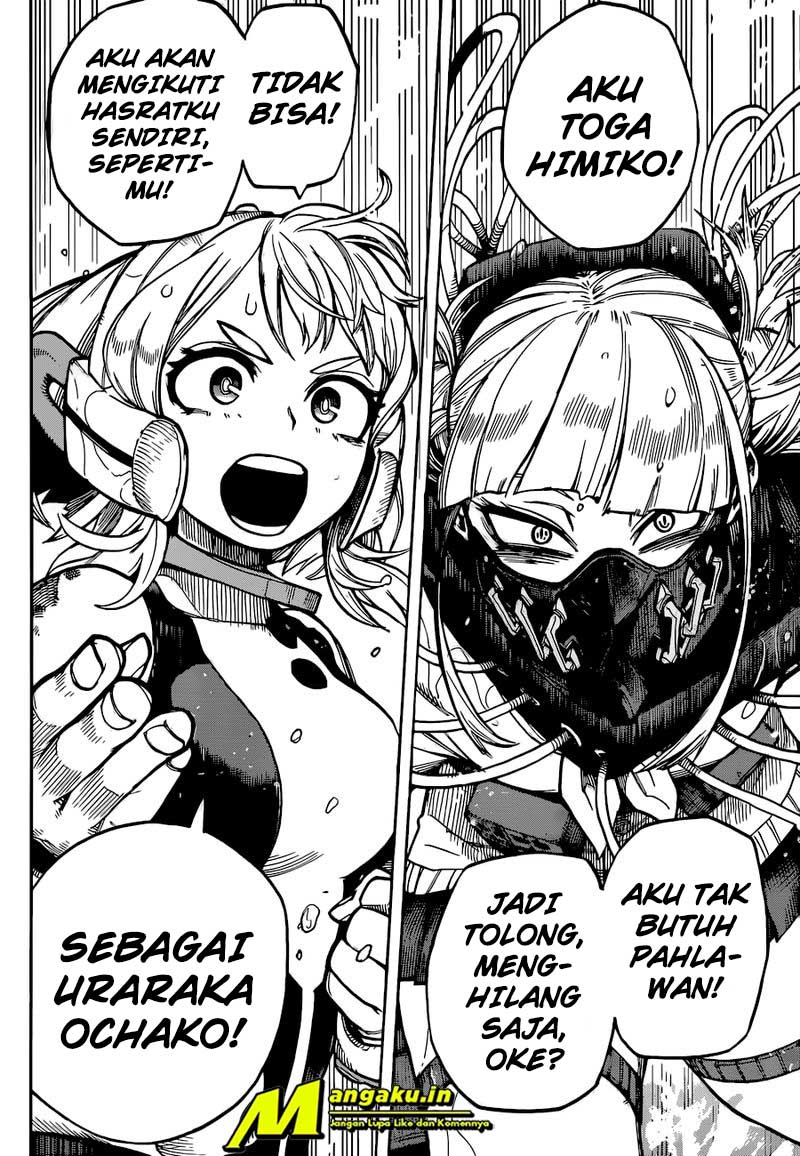 AKU
TOGA
HIMIKO!
AKU TAK
BUTUH
PAHLA-
WAN!
JADI
TOLONG,
MENG-
HILANG
SAJA,
OKE?
TIDAK
BISA!
AKU AKAN
MENGIKUTI
HASRATKU
SENDIRI,
SEPERTI-
MU!
SEBAGAI
URARAKA
OCHAKO!
Mangaku.in
Jangan Lupa Like dan Komennya